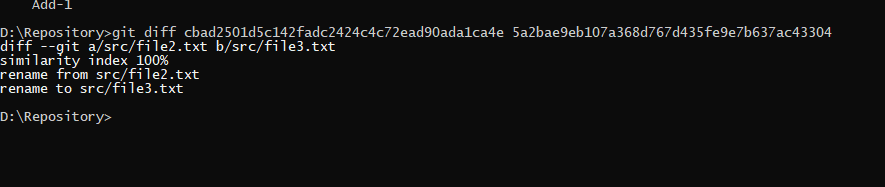 Add-1
D:\Repository>git diff cbad2501d5c142fadc2424c4c72ead90ada1ca4e 5a2bae9eb107a368d767d435fe9e7b637ac43304
diff --git a/src/file2.txt b/src/file3.txt
similarity index 100%
rename from src/file2.txt
rename to src/file3.txt
D:\Repository>